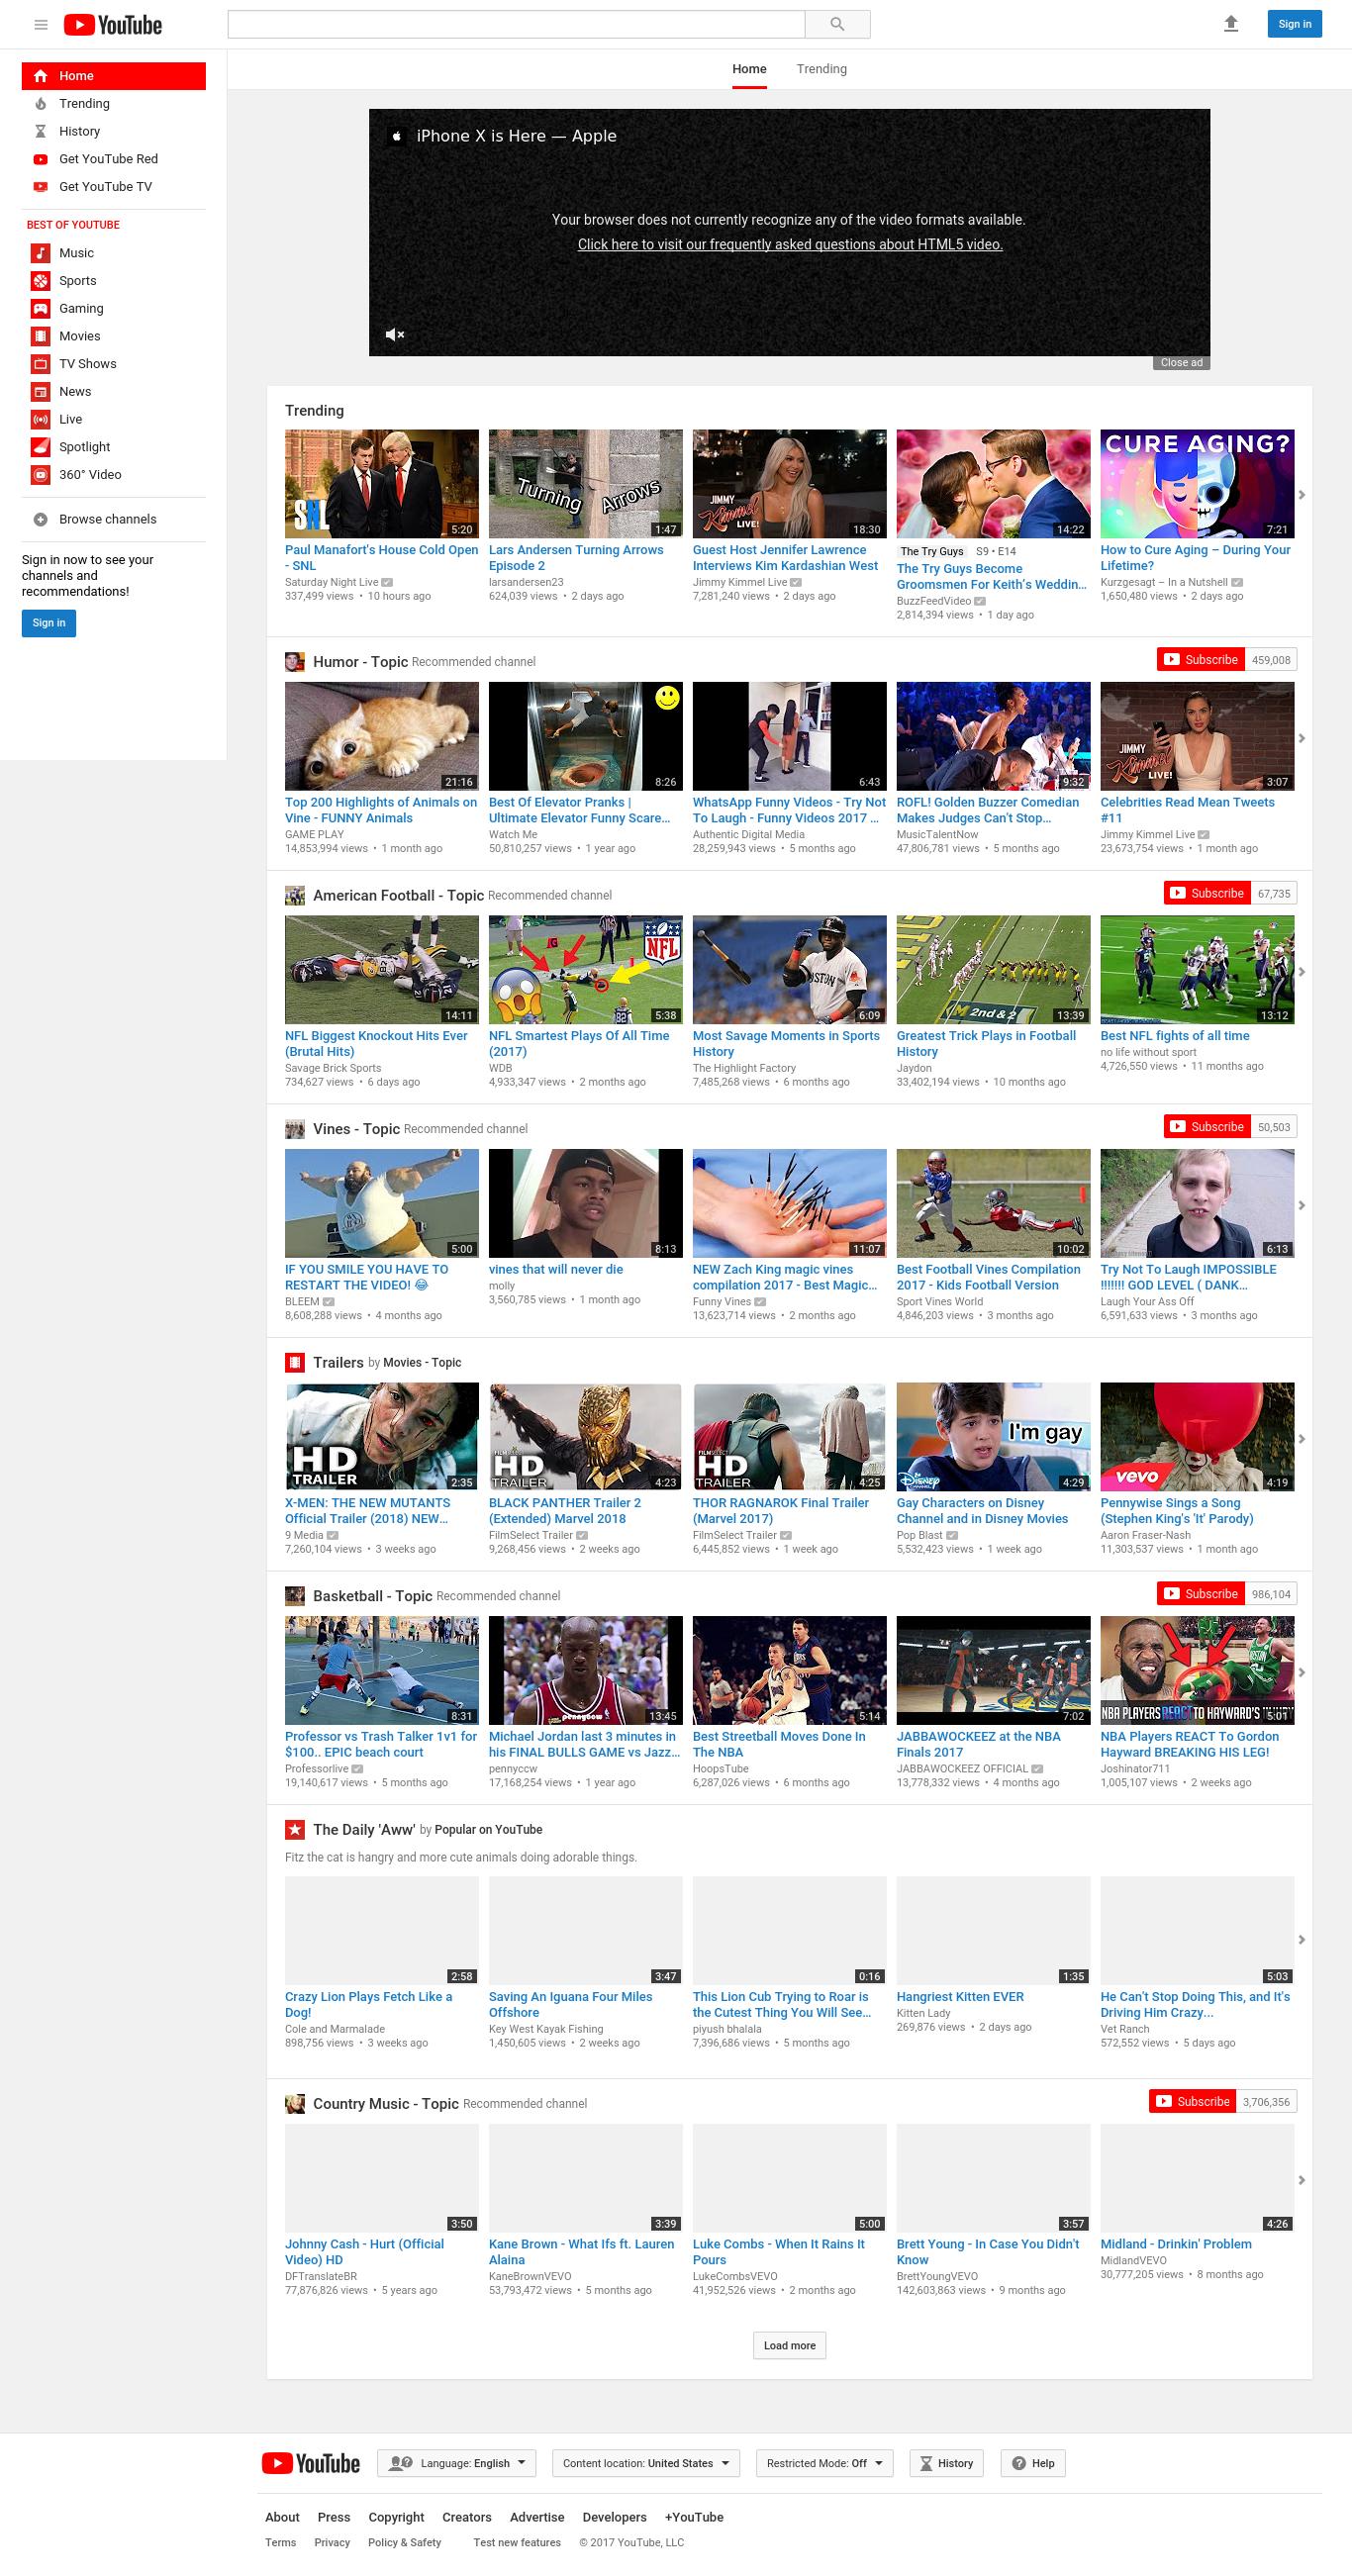 YouTube
Sign in
Home
Trending
History
Get YouTube Red
Get YouTube TV
BEST OF YOUTUBE
Music
Sports
Gaming
Movies
TV Shows
News
Live
Spotlight
360° Video
Browse channels
Sign in now to see your
channels and
recommendations!
Sign in
Home Trending
iPhone X is Here — Apple
Your browser does not currently recognize any of the video formats available.
Click here to visit our frequently asked questions about HTML5 video.
Close ad
Trending
SNL
5:20
Paul Manafort's House Cold Open
- SNL
Saturday Night Live
337,499 views • 10 hours ago
Turning Arrows
1:47
Lars Andersen Turning Arrows
Episode 2
larsandersen23
624,039 views • 2 days ago
JIMMY
Kimmel
LIVE!
18:30
Guest Host Jennifer Lawrence
Interviews Kim Kardashian West
Jimmy Kimmel Live
7,281,240 views • 2 days ago
14:22
The Try Guys S9 • E14
The Try Guys Become
Groomsmen For Keith’s Weddin...
BuzzFeedVideo
2,814,394 views • 1 day ago
CURE AGING?
7:21
How to Cure Aging – During Your
Lifetime?
Kurzgesagt – In a Nutshell
1,650,480 views • 2 days ago
Humor - Topic Recommended channel
Subscribe 459,008
21:16
Top 200 Highlights of Animals on
Vine - FUNNY Animals
GAME PLAY
14,853,994 views • 1 month ago
8:26
Best Of Elevator Pranks |
Ultimate Elevator Funny Scare...
Watch Me
50,810,257 views • 1 year ago
6:43
WhatsApp Funny Videos - Try Not
To Laugh - Funny Videos 2017 ...
Authentic Digital Media
28,259,943 views • 5 months ago
9:32
ROFL! Golden Buzzer Comedian
Makes Judges Can't Stop...
MusicTalentNow
47,806,781 views • 5 months ago
JIMMY
Kimmel
LIVE!
3:07
Celebrities Read Mean Tweets
#11
Jimmy Kimmel Live
23,673,754 views • 1 month ago
American Football - Topic Recommended channel
Subscribe 67,735
14:11
NFL Biggest Knockout Hits Ever
(Brutal Hits)
Savage Brick Sports
734,627 views • 6 days ago
NFL
5:38
NFL Smartest Plays Of All Time
(2017)
WDB
4,933,347 views • 2 months ago
6:09
Most Savage Moments in Sports
History
The Highlight Factory
7,485,268 views • 6 months ago
M 2nd & 2
13:39
Greatest Trick Plays in Football
History
Jaydon
33,402,194 views • 10 months ago
13:12
Best NFL fights of all time
no life without sport
4,726,550 views • 11 months ago
Vines - Topic Recommended channel
Subscribe 50,503
5:00
IF YOU SMILE YOU HAVE TO
RESTART THE VIDEO! 😂
BLEEM
8,608,288 views • 4 months ago
8:13
vines that will never die
molly
3,560,785 views • 1 month ago
11:07
NEW Zach King magic vines
compilation 2017 - Best Magic...
Funny Vines
13,623,714 views • 2 months ago
10:02
Best Football Vines Compilation
2017 - Kids Football Version
Sport Vines World
4,846,203 views • 3 months ago
6:13
Try Not To Laugh IMPOSSIBLE
!!!!!!! GOD LEVEL ( DANK...
Laugh Your Ass Off
6,591,633 views • 3 months ago
Trailers by Movies - Topic
HD
TRAILER
2:35
X-MEN: THE NEW MUTANTS
Official Trailer (2018) NEW...
9 Media
7,260,104 views • 3 weeks ago
FILMSELECT
HD
TRAILER
4:23
BLACK PANTHER Trailer 2
(Extended) Marvel 2018
FilmSelect Trailer
9,268,456 views • 2 weeks ago
FILMSELECT
HD
TRAILER
4:25
THOR RAGNAROK Final Trailer
(Marvel 2017)
FilmSelect Trailer
6,445,852 views • 1 week ago
I'm gay
Disney
4:29
Gay Characters on Disney
Channel and in Disney Movies
Pop Blast
5,532,423 views • 1 week ago
vevo
4:19
Pennywise Sings a Song
(Stephen King's 'It' Parody)
Aaron Fraser-Nash
11,303,537 views • 1 month ago
Basketball - Topic Recommended channel
Subscribe 986,104
8:31
Professor vs Trash Talker 1v1 for
$100.. EPIC beach court
Professorlive
19,140,617 views • 5 months ago
pennyccw
13:45
Michael Jordan last 3 minutes in
his FINAL BULLS GAME vs Jazz...
pennyccw
17,168,254 views • 1 year ago
5:14
Best Streetball Moves Done In
The NBA
HoopsTube
6,287,026 views • 6 months ago
7:02
JABBAWOCKEEZ at the NBA
Finals 2017
JABBAWOCKEEZ OFFICIAL
13,778,332 views • 4 months ago
NBA PLAYERS REACT TO HAYWARD'S
5:01
NBA Players REACT To Gordon
Hayward BREAKING HIS LEG!
Joshinator711
1,005,107 views • 2 weeks ago
The Daily 'Aww' by Popular on YouTube
Fitz the cat is hangry and more cute animals doing adorable things.
2:58
Crazy Lion Plays Fetch Like a
Dog!
Cole and Marmalade
898,756 views • 3 weeks ago
3:47
Saving An Iguana Four Miles
Offshore
Key West Kayak Fishing
1,450,605 views • 2 weeks ago
0:16
This Lion Cub Trying to Roar is
the Cutest Thing You Will See...
piyush bhalala
7,396,686 views • 5 months ago
1:35
Hangriest Kitten EVER
Kitten Lady
269,876 views • 2 days ago
5:03
He Can't Stop Doing This, and It's
Driving Him Crazy...
Vet Ranch
572,552 views • 5 days ago
Country Music - Topic Recommended channel
Subscribe 3,706,356
3:50
Johnny Cash - Hurt (Official
Video) HD
DFTranslateBR
77,876,826 views • 5 years ago
3:39
Kane Brown - What Ifs ft. Lauren
Alaina
KaneBrownVEVO
53,793,472 views • 5 months ago
5:00
Luke Combs - When It Rains It
Pours
LukeCombsVEVO
41,952,526 views • 2 months ago
3:57
Brett Young - In Case You Didn't
Know
BrettYoungVEVO
142,603,863 views • 9 months ago
4:26
Midland - Drinkin' Problem
MidlandVEVO
30,777,205 views • 8 months ago
Load more
YouTube Language: English Content location: United States Restricted Mode: Off History Help
About Press Copyright Creators Advertise Developers +YouTube
Terms Privacy Policy & Safety Test new features © 2017 YouTube, LLC